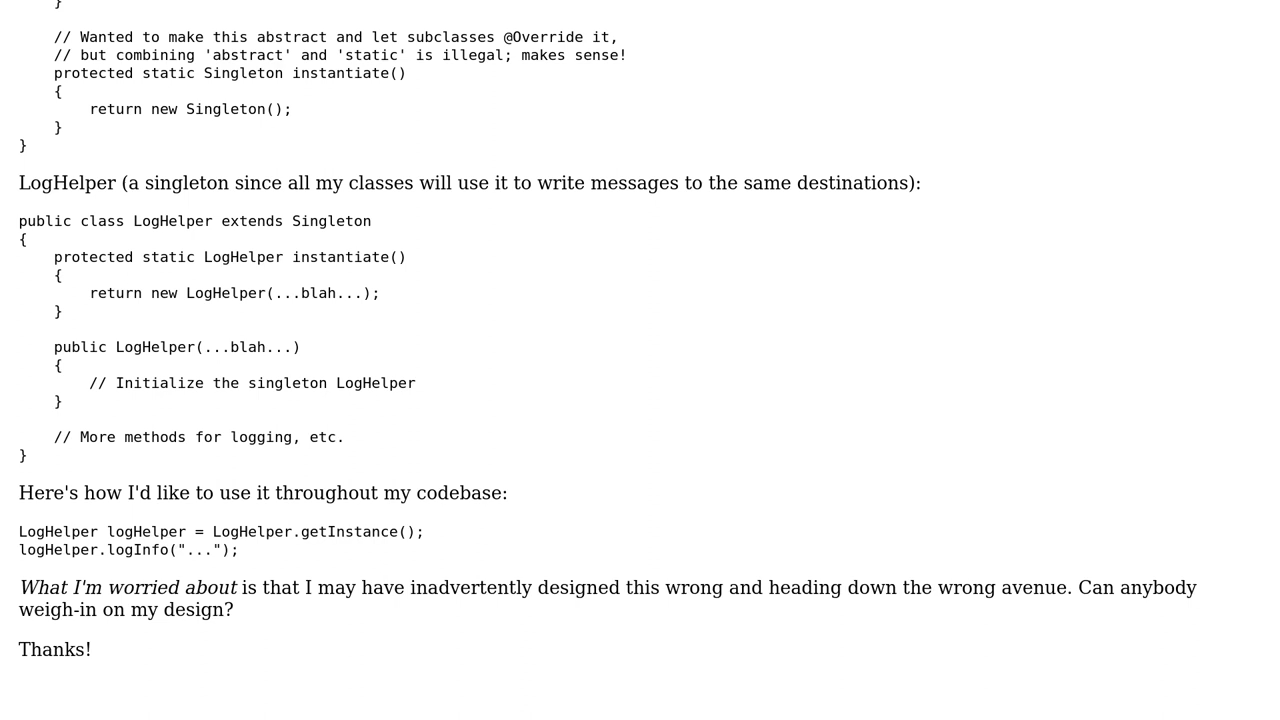 }

    // Wanted to make this abstract and let subclasses @Override it,
    // but combining 'abstract' and 'static' is illegal; makes sense!
    protected static Singleton instantiate()
    {
        return new Singleton();
    }
}
LogHelper (a singleton since all my classes will use it to write messages to the same destinations):
public class LogHelper extends Singleton
{
    protected static LogHelper instantiate()
    {
        return new LogHelper(...blah...);
    }

    public LogHelper(...blah...)
    {
        // Initialize the singleton LogHelper
    }

    // More methods for logging, etc.
}
Here's how I'd like to use it throughout my codebase:
LogHelper logHelper = LogHelper.getInstance();
logHelper.logInfo("...");
What I'm worried about is that I may have inadvertently designed this wrong and heading down the wrong avenue. Can anybody
weigh-in on my design?
Thanks!